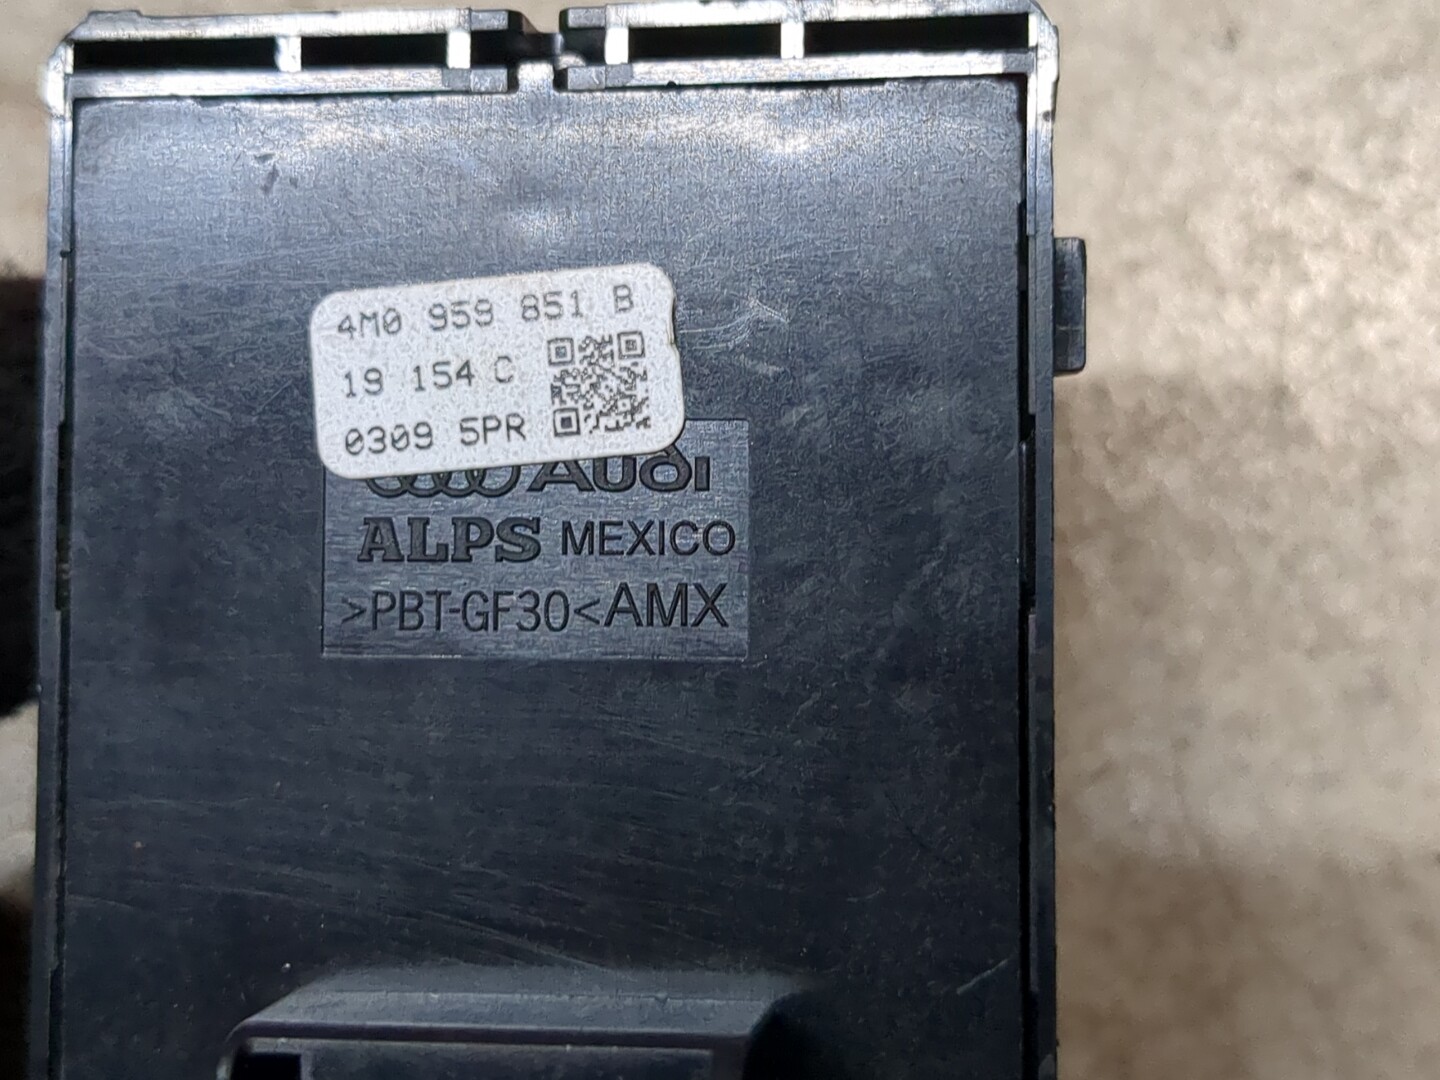 4M0 959 851 B
19 154 C
0309 5PR
Audi
ALPS MEXICO
>PBT-GF30<AMX